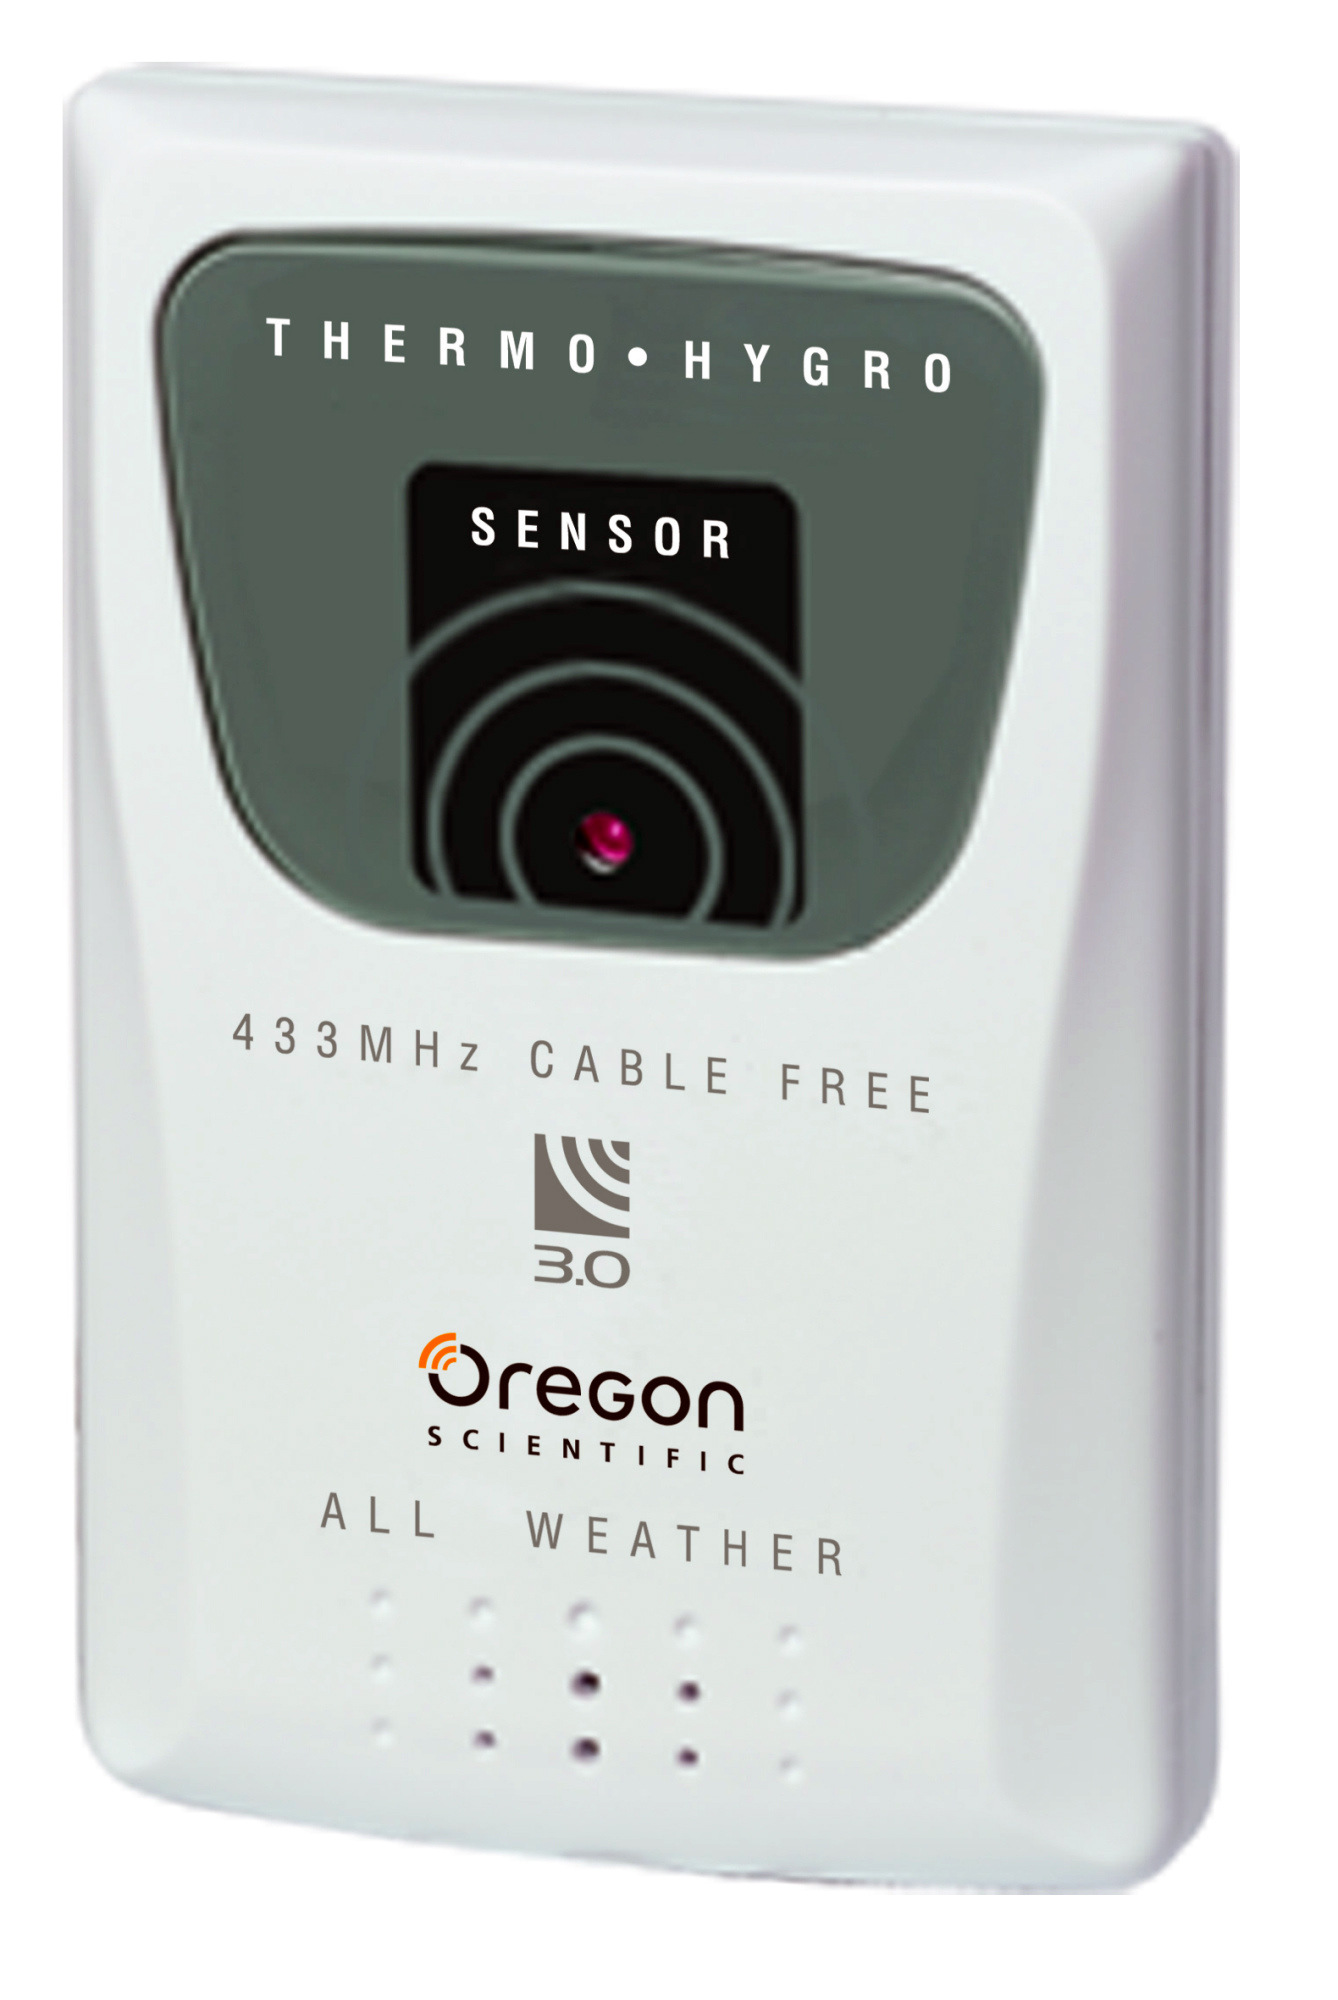 THERMO•HYGRO
SENSOR
433MHz CABLE FREE
3.0
Oregon
SCIENTIFIC
ALL WEATHER